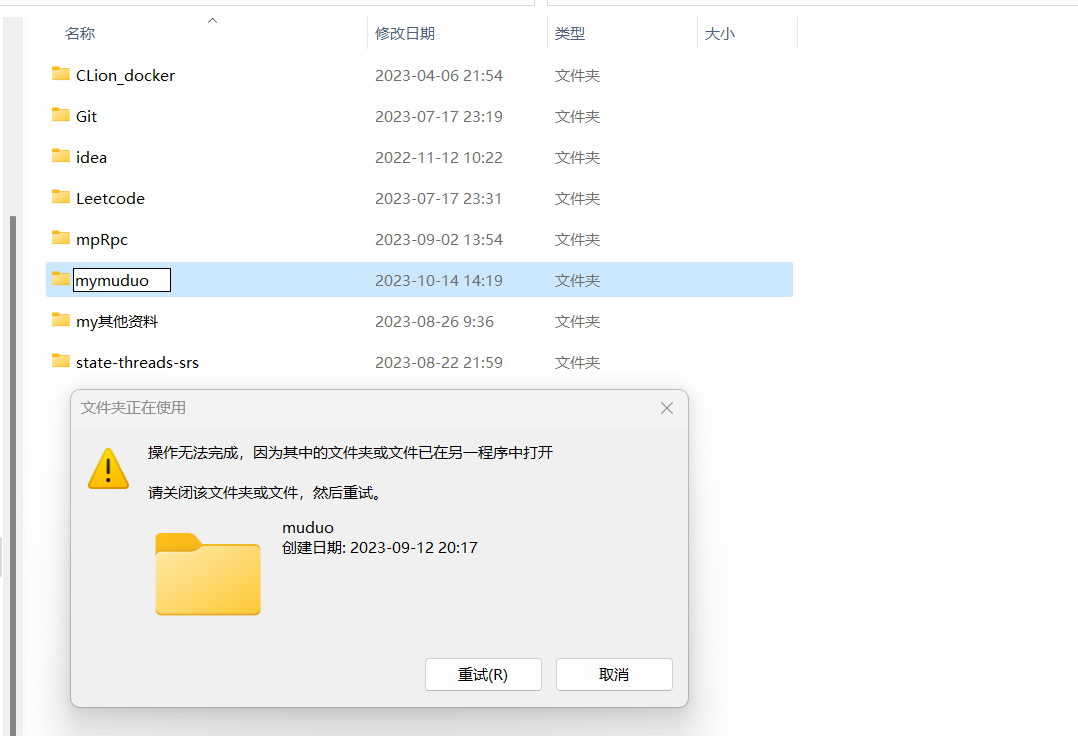 名称 修改日期 类型 大小
CLion_docker 2023-04-06 21:54 文件夹
Git 2023-07-17 23:19 文件夹
idea 2022-11-12 10:22 文件夹
Leetcode 2023-07-17 23:31 文件夹
mpRpc 2023-09-02 13:54 文件夹
mymuduo 2023-10-14 14:19 文件夹
my其他资料 2023-08-26 9:36 文件夹
state-threads-srs 2023-08-22 21:59 文件夹
文件夹正在使用
操作无法完成，因为其中的文件夹或文件已在另一程序中打开
请关闭该文件夹或文件，然后重试。
muduo
创建日期: 2023-09-12 20:17
重试(R) 取消